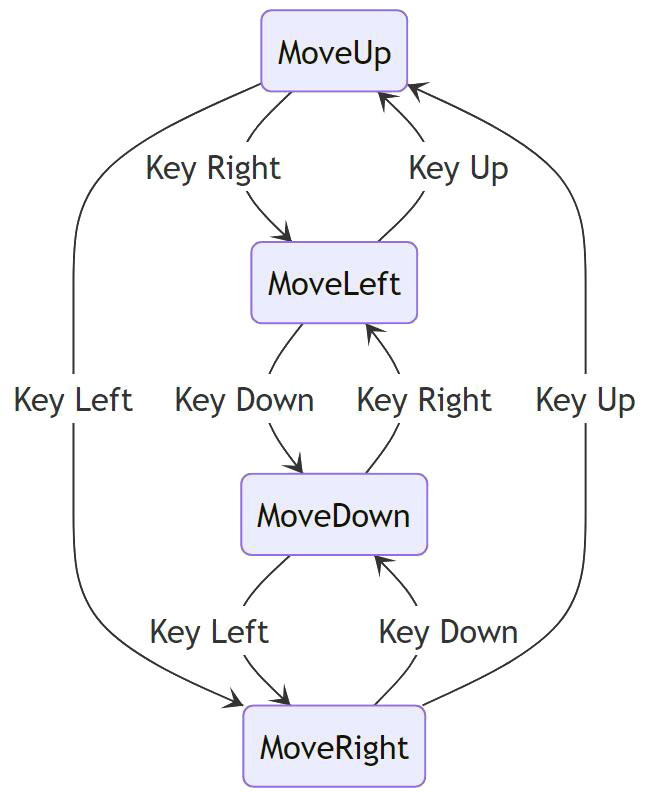 MoveUp
Key Right
Key Up
MoveLeft
Key Left
Key Down
Key Right
Key Up
MoveDown
Key Left
Key Down
MoveRight